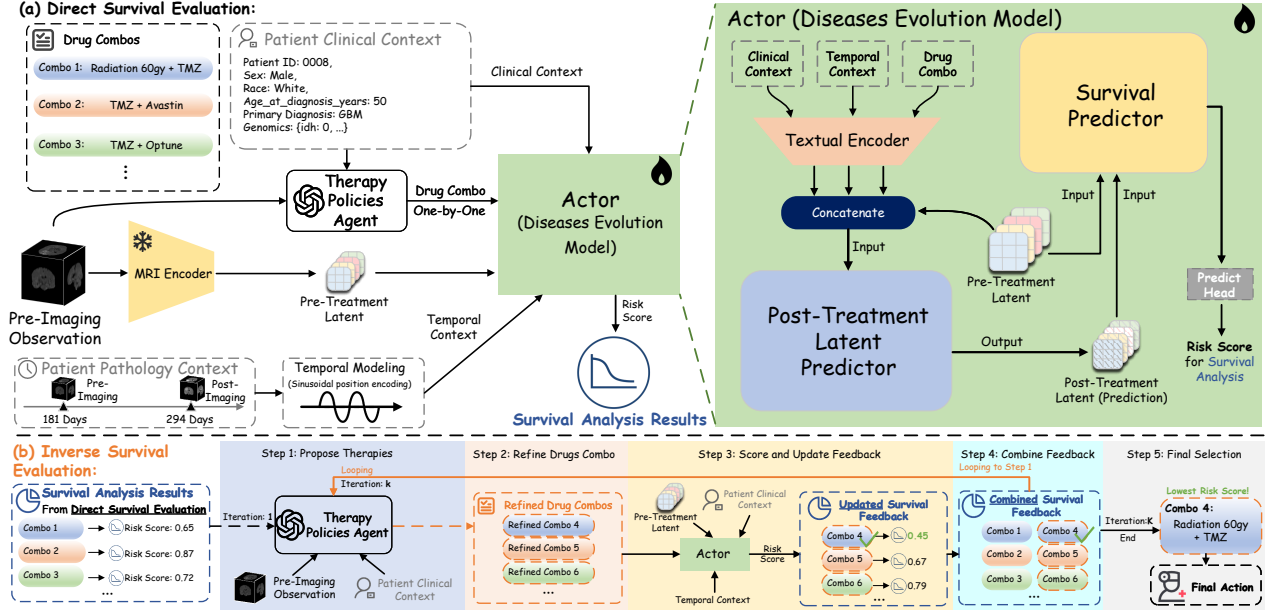 (a) Direct Survival Evaluation:
Drug Combos
Combo 1: Radiation 60gy + TMZ
Combo 2: TMZ + Avastin
Combo 3: TMZ + Optune
...
Patient Clinical Context
Patient ID: 0008,
Sex: Male,
Race: White,
Age_at_diagnosis_years: 50
Primary Diagnosis: GBM
Genomics: {idh: 0, ...}
Clinical Context
Therapy
Policies
Agent
Drug Combo
One-by-One
Actor
(Diseases Evolution
Model)
MRI Encoder
Pre-Imaging
Observation
Pre-Treatment
Latent
Temporal
Context
Risk
Score
Survival Analysis Results
Patient Pathology Context
Pre-
Imaging
Post-
Imaging
181 Days
294 Days
Temporal Modeling
(Sinusoidal position encoding)
Actor (Diseases Evolution Model)
Clinical
Context
Temporal
Context
Drug
Combo
Textual Encoder
Concatenate
Input
Post-Treatment
Latent
Predictor
Output
Pre-Treatment
Latent
Post-Treatment
Latent (Prediction)
Input
Input
Survival
Predictor
Predict
Head
Risk Score
for Survival
Analysis
(b) Inverse Survival
Evaluation:
Survival Analysis Results
From Direct Survival Evaluation
Combo 1
Risk Score: 0.65
Combo 2
Risk Score: 0.87
Combo 3
Risk Score: 0.72
...
Step 1: Propose Therapies
Looping
Iteration: k
Iteration: 1
Therapy
Policies Agent
Pre-Imaging
Observation
Patient Clinical
Context
Step 2: Refine Drugs Combo
Refined Drug Combos
Refined Combo 4
Refined Combo 5
Refined Combo 6
...
Step 3: Score and Update Feedback
Pre-Treatment
Latent
Patient Clinical
Context
Actor
Temporal Context
Risk
Score
Updated Survival
Feedback
Combo 4
0.45
Combo 5
0.67
Combo 6
0.79
...
Step 4: Combine Feedback
Looping to Step 1
Combined Survival
Feedback
Combo 1
Combo 4
Combo 2
Combo 5
Combo 3
Combo 6
...
Step 5: Final Selection
Iteration:K
End
Lowest Risk Score!
Combo 4:
Radiation 60gy
+ TMZ
Final Action